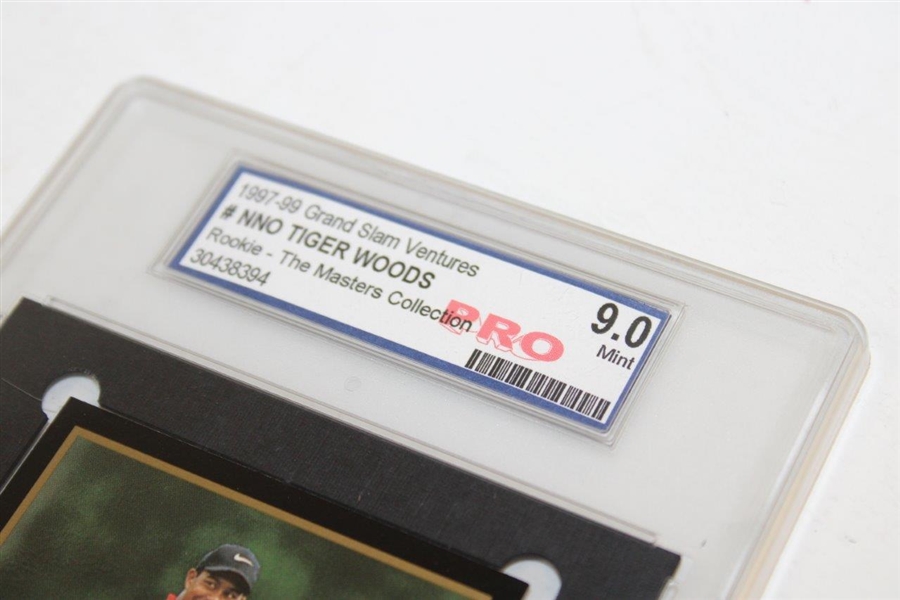 1997-99 Grand Slam Ventures
# NNO TIGER WOODS
Rookie - The Masters Collection
30438394
PRO
9.0
Mint